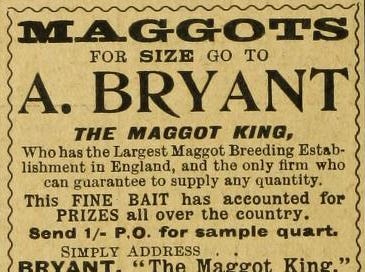 MAGGOTS
FOR SIZE GO TO
A. BRYANT
THE MAGGOT KING,
Who has the Largest Maggot Breeding Estab-
lishment in England, and the only firm who
can guarantee to supply any quantity.
This FINE BAIT has accounted for
PRIZES all over the country.
Send 1/- P.O. for sample quart.
SIMPLY ADDRESS . .
BRYANT, "The Maggot King,"